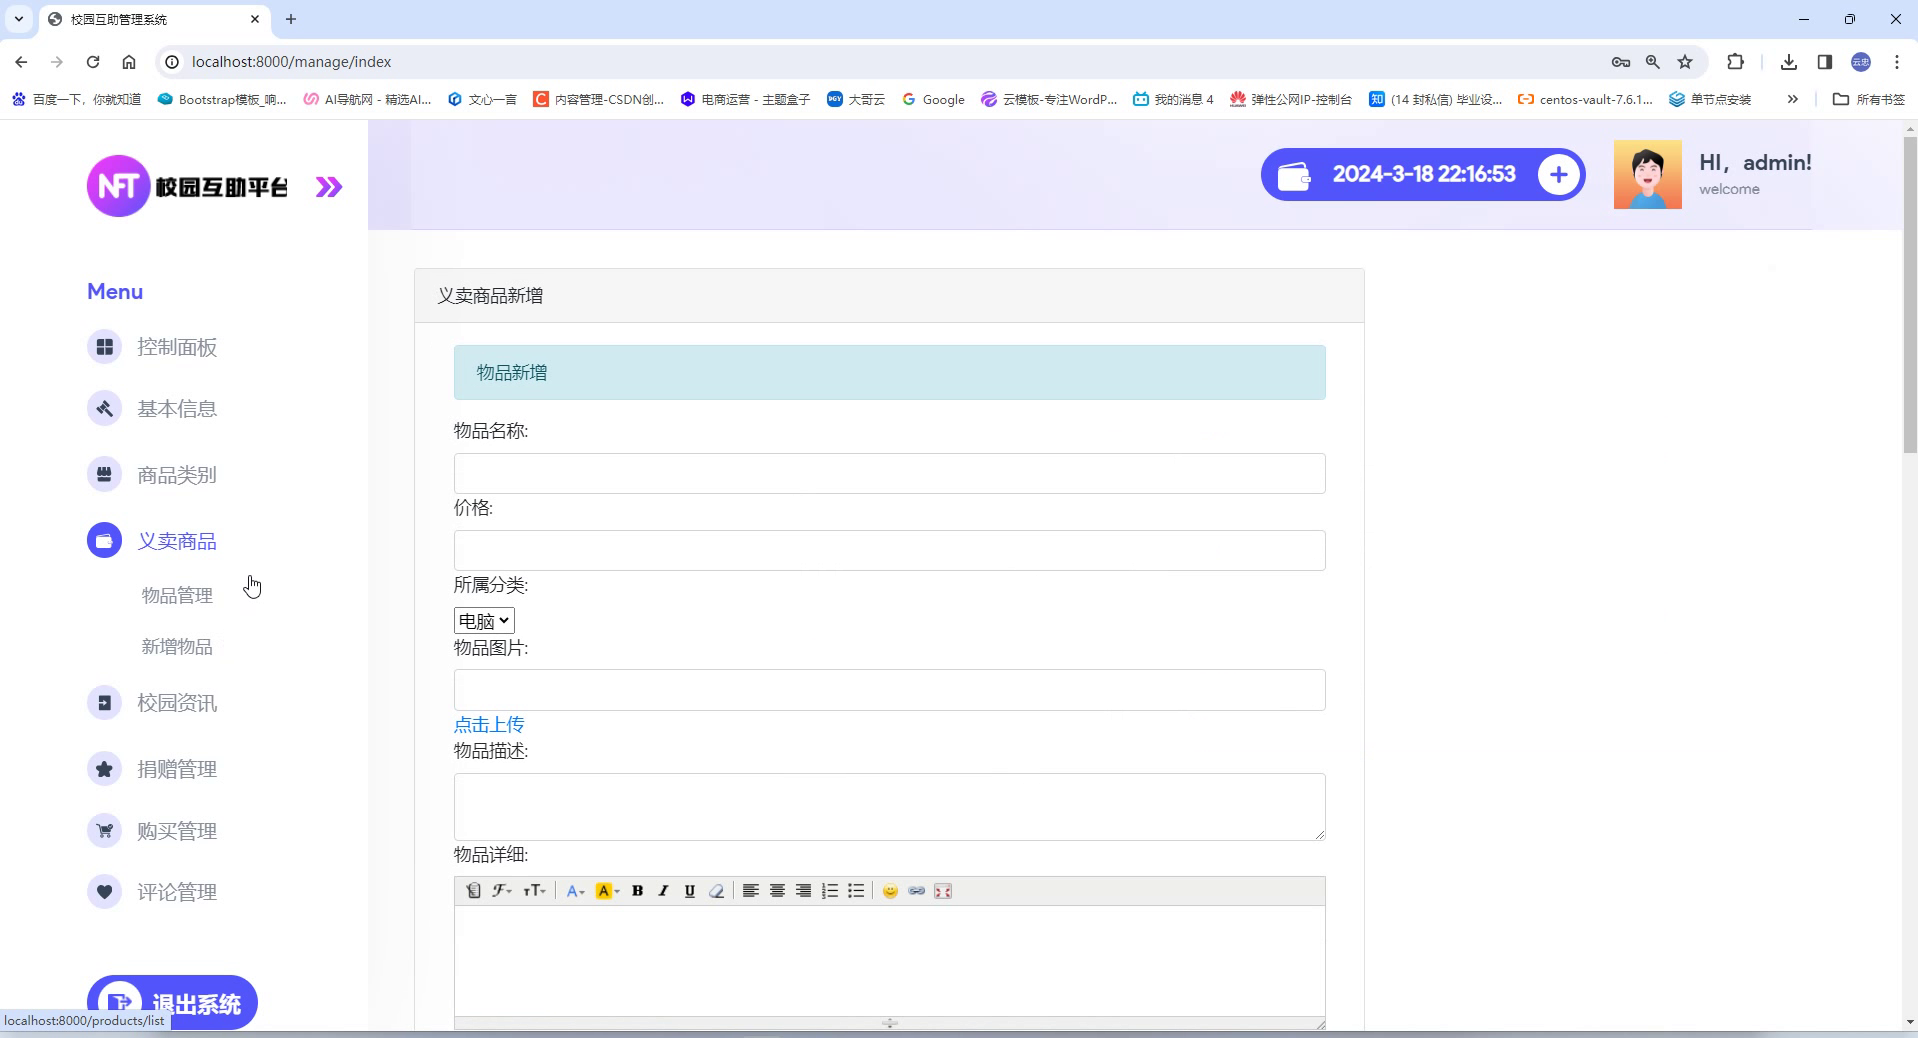 校园互助管理系统
localhost:8000/manage/index
云忠
百度一下，你就知道
Bootstrap模板_响...
AI导航网 - 精选AI...
文心一言
C 内容管理-CSDN创...
电商运营 - 主题盒子
DGY 大哥云
G Google
云模板-专注WordP...
我的消息 4
弹性公网IP-控制台
知 (14 封私信) 毕业设...
centos-vault-7.6.1...
单节点安装
»
所有书签
NFT 校园互助平台
2024-3-18 22:16:53
HI，admin!
welcome
Menu
控制面板
基本信息
商品类别
义卖商品
物品管理
新增物品
校园资讯
捐赠管理
购买管理
评论管理
退出系统
localhost:8000/products/list
义卖商品新增
物品新增
物品名称:
价格:
所属分类:
电脑
物品图片:
点击上传
物品描述:
物品详细:
F TT A A B I U